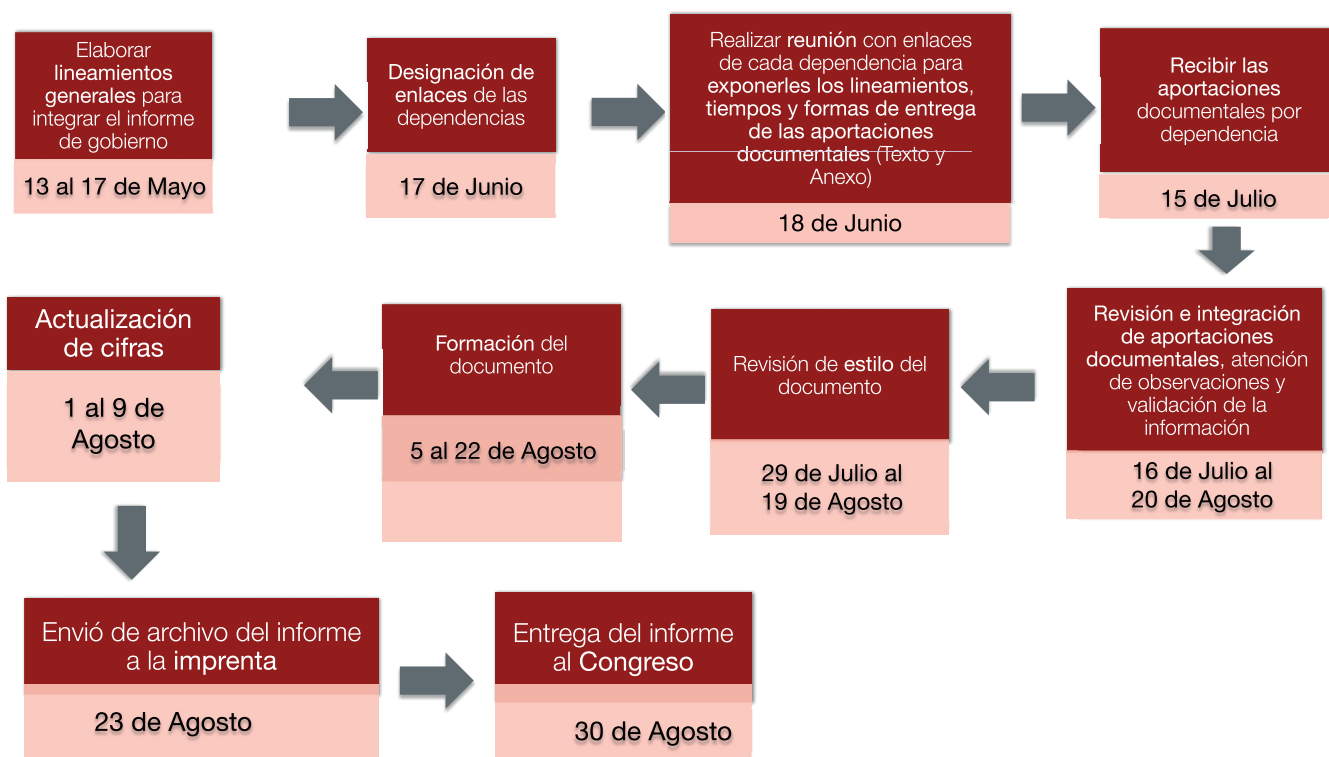 Elaborar
lineamientos
generales para
integrar el informe
de gobierno
13 al 17 de Mayo
Designación de
enlaces de las
dependencias
17 de Junio
Realizar reunión con enlaces
de cada dependencia para
exponerles los lineamientos,
tiempos y formas de entrega
de las aportaciones
documentales (Texto y
Anexo)
18 de Junio
Recibir las
aportaciones
documentales por
dependencia
15 de Julio
Revisión e integración
de aportaciones
documentales, atención
de observaciones y
validación de la
información
16 de Julio al
20 de Agosto
Revisión de estilo del
documento
29 de Julio al
19 de Agosto
Formación del
documento
5 al 22 de Agosto
Actualización
de cifras
1 al 9 de
Agosto
Envió de archivo del informe
a la imprenta
23 de Agosto
Entrega del informe
al Congreso
30 de Agosto